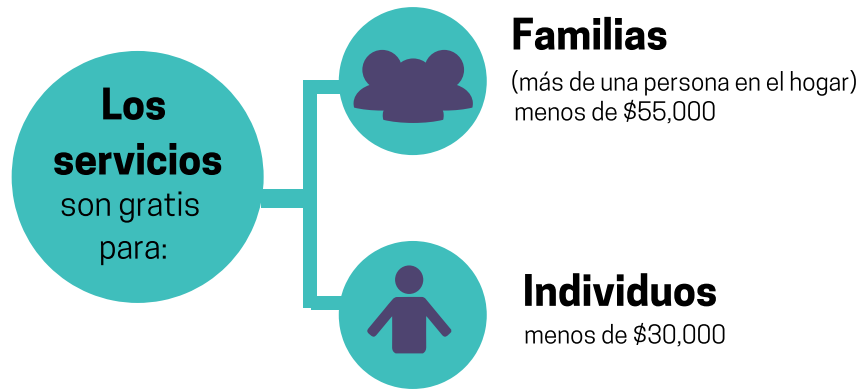 Los
servicios
son gratis
para:
Familias
(más de una persona en el hogar)
menos de $55,000
Individuos
menos de $30,000